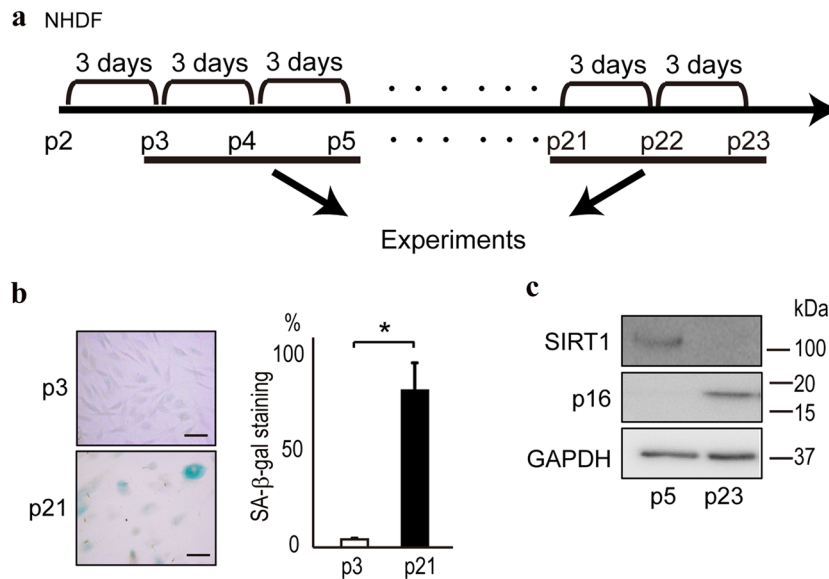 a NHDF
3 days 3 days 3 days 3 days 3 days
p2 p3 p4 p5 p21 p22 p23
Experiments
b
p3
p21
%
100
50
0
SA-β-gal staining
*
p3 p21
c
kDa
SIRT1
100
p16
20
15
GAPDH
37
p5 p23